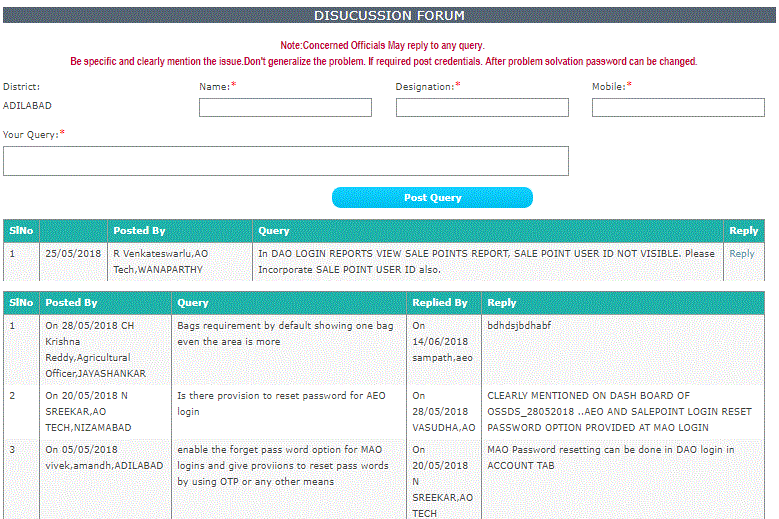 DISUCUSSION FORUM
Note:Concerned Officials May reply to any query.
Be specific and clearly mention the issue.Don't generalize the problem, If required post credentials. After problem solvation password can be changed.
District: Name:* Designation:* Mobile:*
ADILABAD
Your Query:*
Post Query
SlNo Posted By Query Reply
1 25/05/2018 R Venkateswarlu,AO In DAO LOGIN REPORTS VIEW SALE POINTS REPORT, SALE POINT USER ID NOT VISIBLE. Please Reply
Tech,WANAPARTHY Incorporate SALE POINT USER ID also.
SlNo Posted By Query Replied By Reply
1 On 28/05/2018 CH Bags requirement by default showing one bag On bdhdsjbdhabf
Krishna even the area is more 14/06/2018
Reddy,Agricultural sampath,aeo
Officer,JAYASHANKAR
2 On 20/05/2018 N Is there provision to reset password for AEO On CLEARLY MENTIONED ON DASH BOARD OF
SREEKAR,AO login 28/05/2018 OSSDS_28052018 ..AEO AND SALEPOINT LOGIN RESET
TECH,NIZAMABAD VASUDHA,AO PASSWORD OPTION PROVIDED AT MAO LOGIN
3 On 05/05/2018 enable the forget pass word option for MAO On MAO Password resetting can be done in DAO login in
vivek,amandh,ADILABAD logins and give proviions to reset pass words 20/05/2018 ACCOUNT TAB
by using OTP or any other means N
SREEKAR,AO
TECH